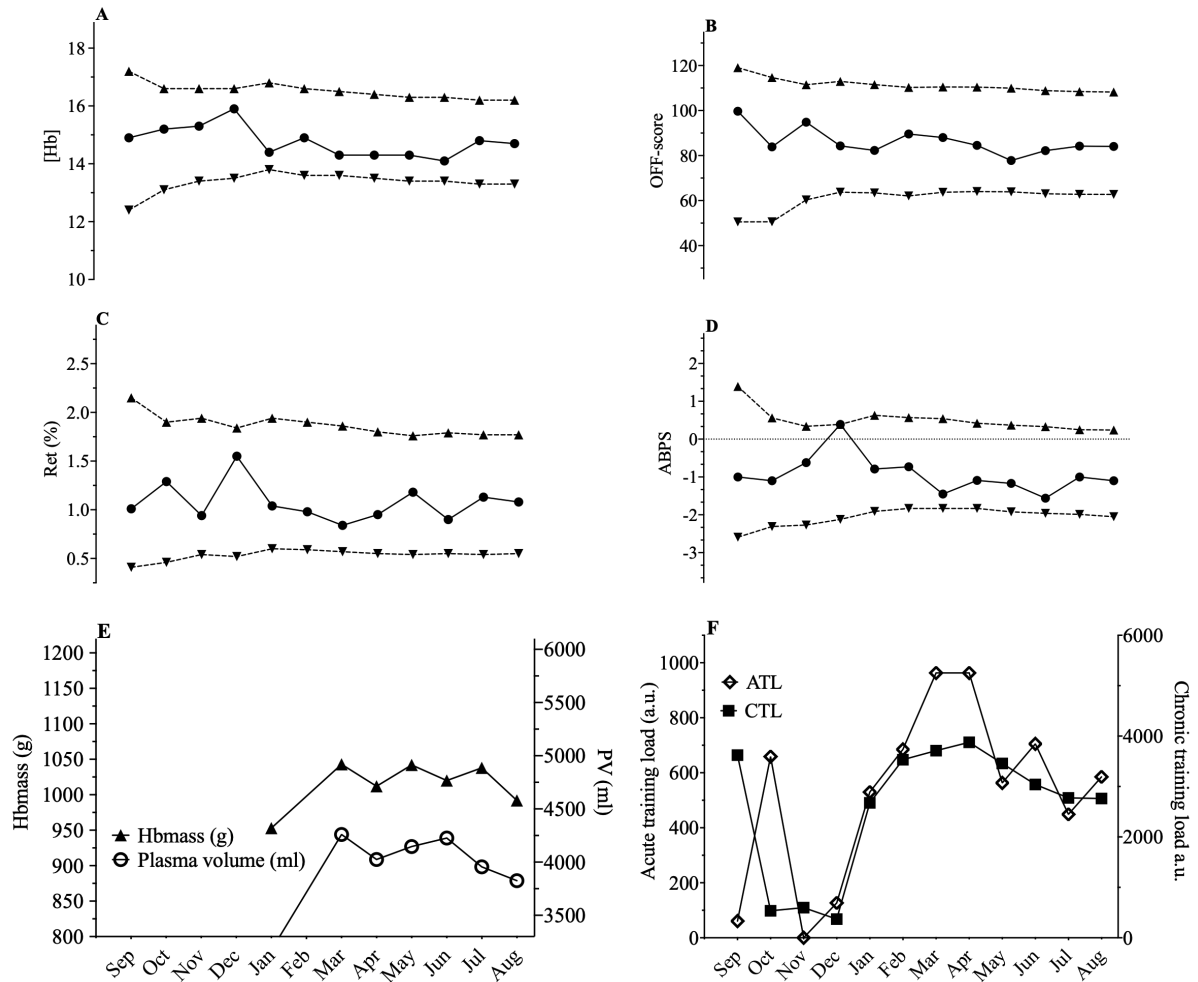 A
[Hb]
18
16
14
12
10
B
OFF-score
120
100
80
60
40
C
Ret (%)
2.5
2.0
1.5
1.0
0.5
D
ABPS
2
1
0
-1
-2
-3
E
Hbmass (g)
1200
1150
1100
1050
1000
950
900
850
800
Hbmass (g)
Plasma volume (ml)
6000
5500
5000
4500
4000
3500
PV (ml)
Sep Oct Nov Dec Jan Feb Mar Apr May Jun Jul Aug
F
Acute training load (a.u.)
1000
800
600
400
200
0
ATL
CTL
6000
4000
2000
0
Chronic training
load a.u.
Sep Oct Nov Dec Jan Feb Mar Apr May Jun Jul Aug